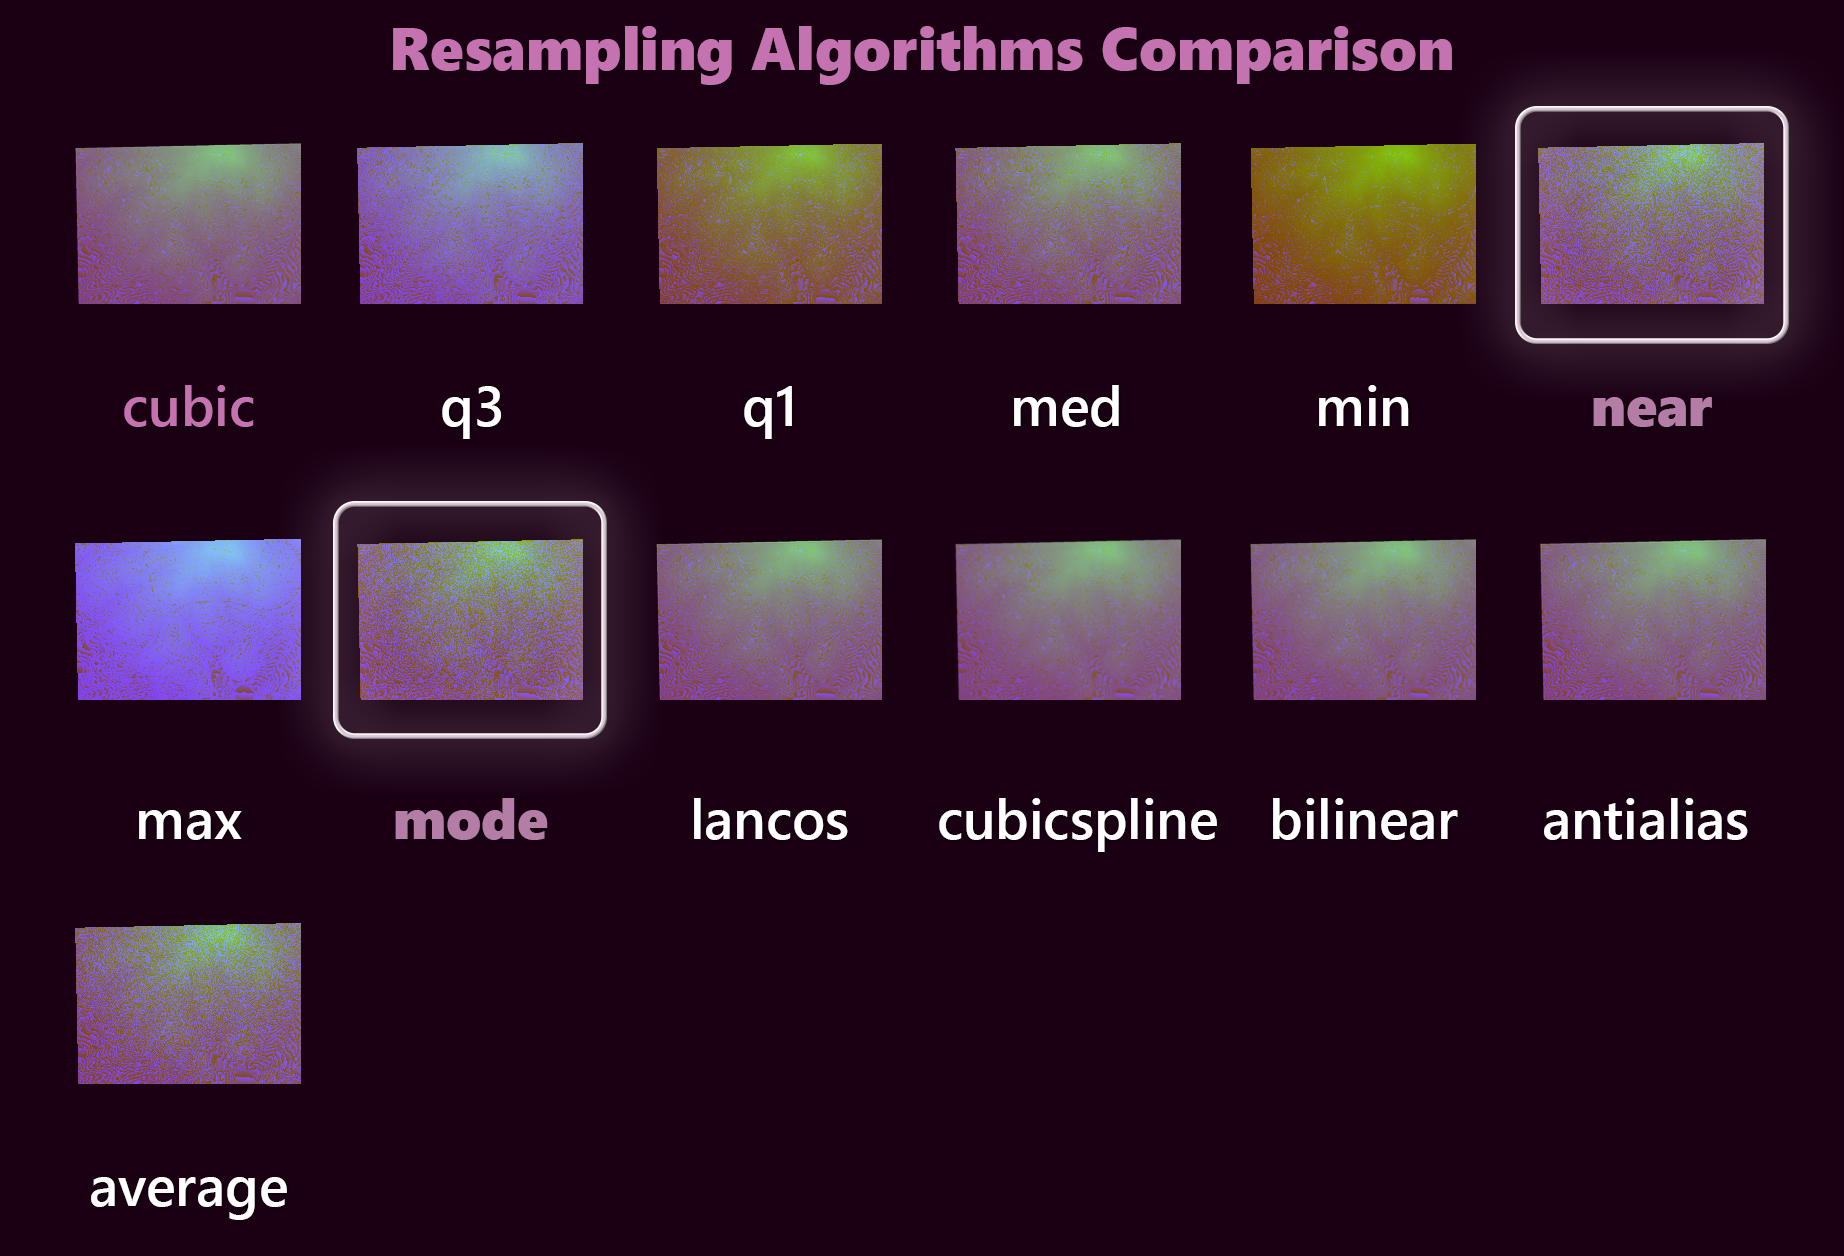 Resampling Algorithms Comparison
cubic q3 q1 med min near
max mode lancos cubicspline bilinear antialias
average